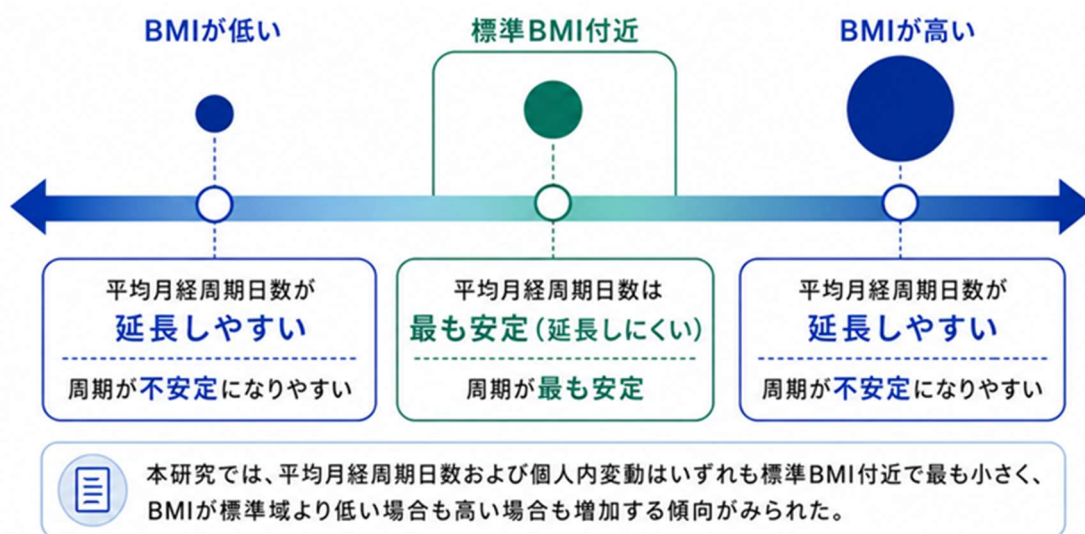 BMIが低い
標準BMI付近
BMIが高い
平均月経周期日数が
延長しやすい
周期が不安定になりやすい
平均月経周期日数は
最も安定(延長しにくい)
周期が最も安定
平均月経周期日数が
延長しやすい
周期が不安定になりやすい
本研究では、平均月経周期日数および個人内変動はいずれも標準BMI付近で最も小さく、
BMIが標準域より低い場合も高い場合も増加する傾向がみられた。